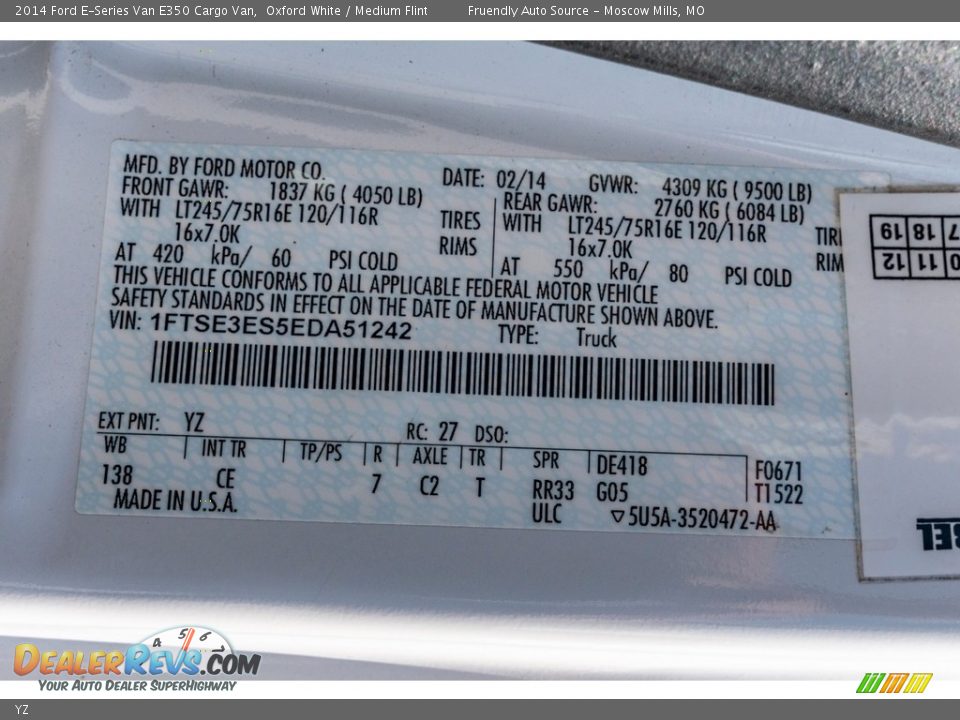 2014 Ford E-Series Van E350 Cargo Van, Oxford White / Medium Flint Fruendly Auto Source - Moscow Mills, MO
MFD. BY FORD MOTOR CO. DATE: 02/14 GVWR: 4309 KG ( 9500 LB)
FRONT GAWR: 1837 KG ( 4050 LB) REAR GAWR: 2760 KG ( 6084 LB)
WITH LT245/75R16E 120/116R TIRES WITH LT245/75R16E 120/116R
16x7.0K RIMS 16x7.0K RIM
AT 420 kPa/ 60 PSI COLD AT 550 kPa/ 80 PSI COLD
THIS VEHICLE CONFORMS TO ALL APPLICABLE FEDERAL MOTOR VEHICLE
SAFETY STANDARDS IN EFFECT ON THE DATE OF MANUFACTURE SHOWN ABOVE.
VIN: 1FTSE3ES5EDA51242 TYPE: Truck
EXT PNT: YZ RC: 27 DSO:
WB INT TR TP/PS R AXLE TR SPR DE418 F0671
138 CE 7 C2 T RR33 G05 T1522
MADE IN U.S.A. ULC ▽5U5A-3520472-AA
18 19
11 12
BEL
4 5 6 7
DEALERREVS.COM
YOUR AUTO DEALER SUPERHIGHWAY
YZ